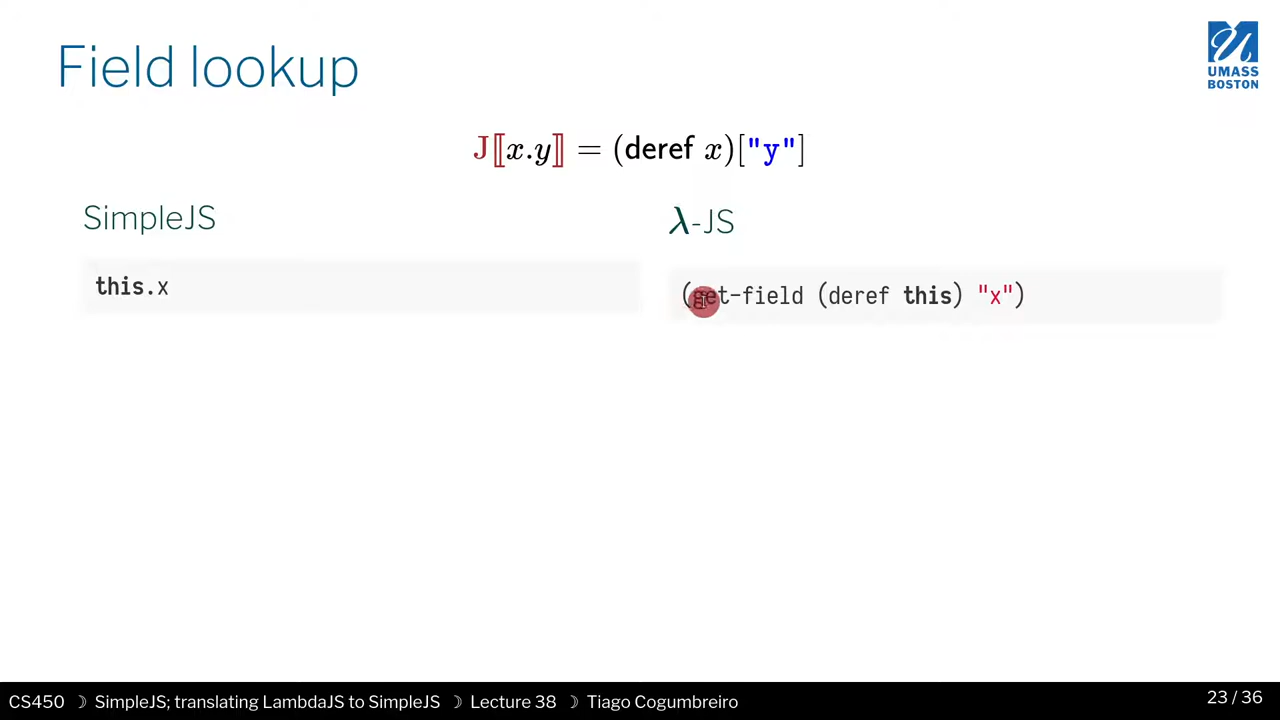 Field lookup
UMASS
BOSTON
J⟦x.y⟧ = (deref x)["y"]
SimpleJS
λ-JS
this.x
(get-field (deref this) "x")
CS450 ☽ SimpleJS; translating LambdaJS to SimpleJS ☽ Lecture 38 ☽ Tiago Cogumbreiro
23 / 36